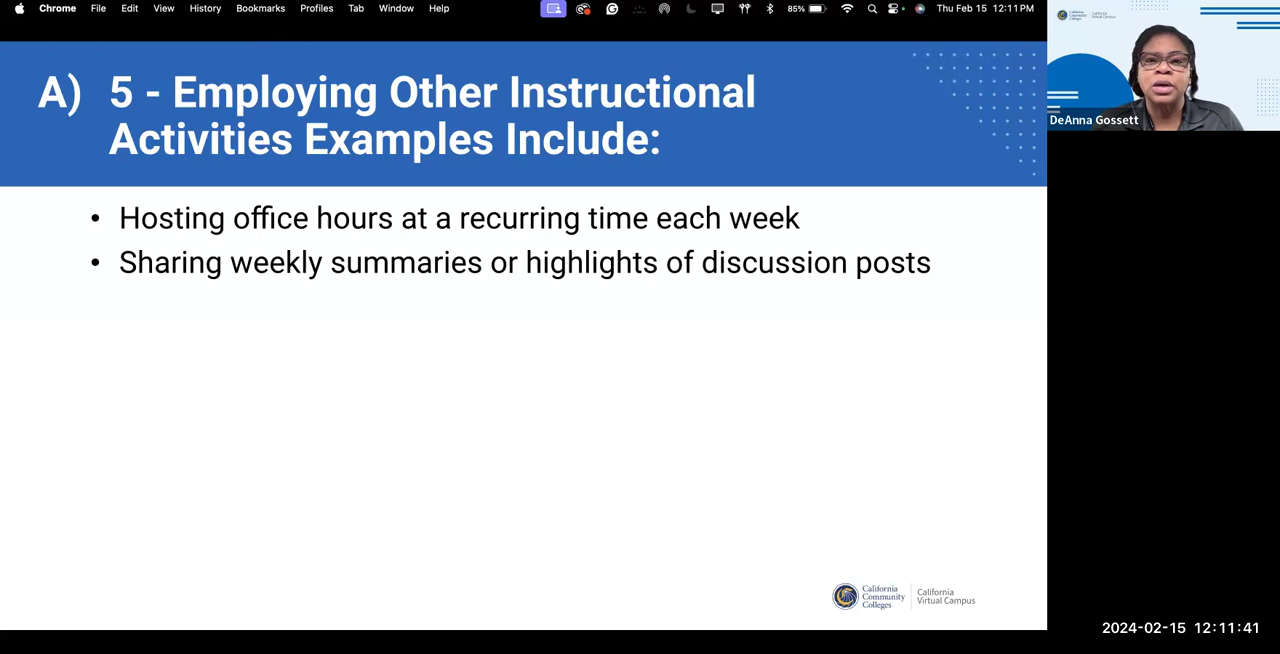 Chrome File Edit View History Bookmarks Profiles Tab Window Help 85% Thu Feb 15 12:11 PM
A) 5 - Employing Other Instructional
Activities Examples Include:
• Hosting office hours at a recurring time each week
• Sharing weekly summaries or highlights of discussion posts
California
Community
Colleges
California
Virtual Campus
DeAnna Gossett
2024-02-15 12:11:41